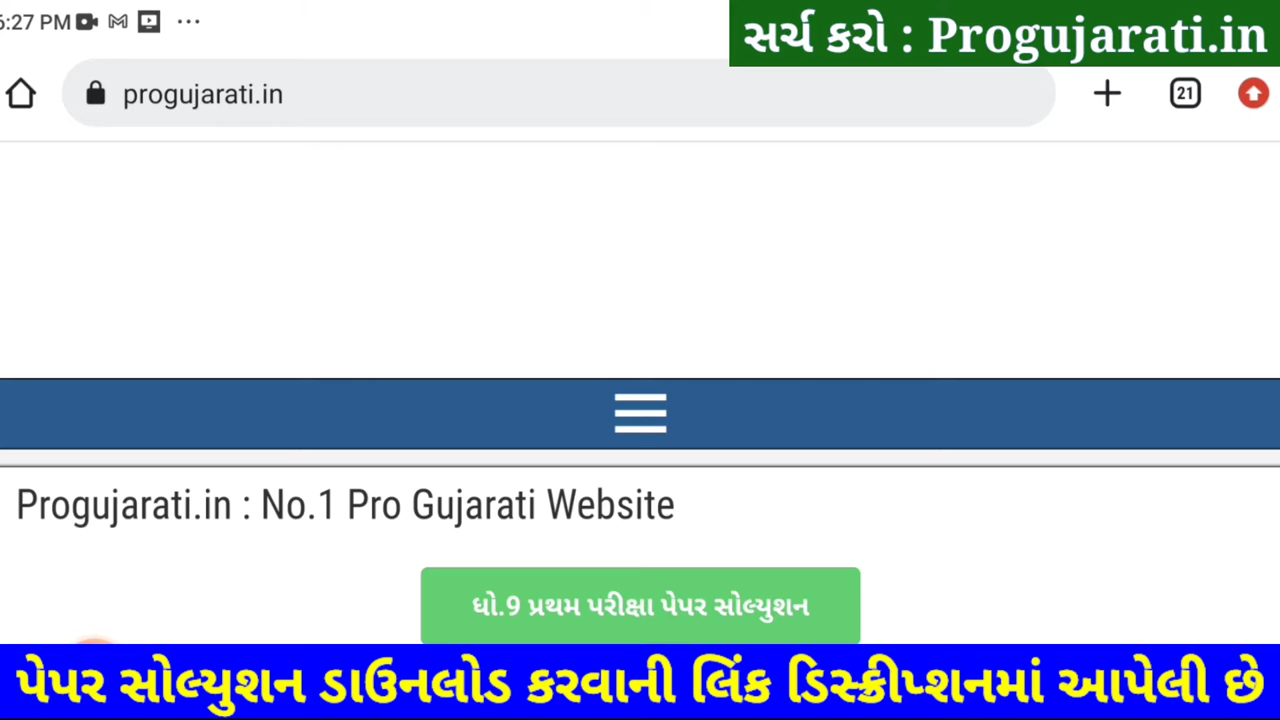 6:27 PM
સર્ચ કરો : Progujarati.in
progujarati.in
21
Progujarati.in : No.1 Pro Gujarati Website
ધો.9 પ્રથમ પરીક્ષા પેપર સોલ્યુશન
પેપર સોલ્યુશન ડાઉનલોડ કરવાની લિંક ડિસ્ક્રીપ્શનમાં આપેલી છે